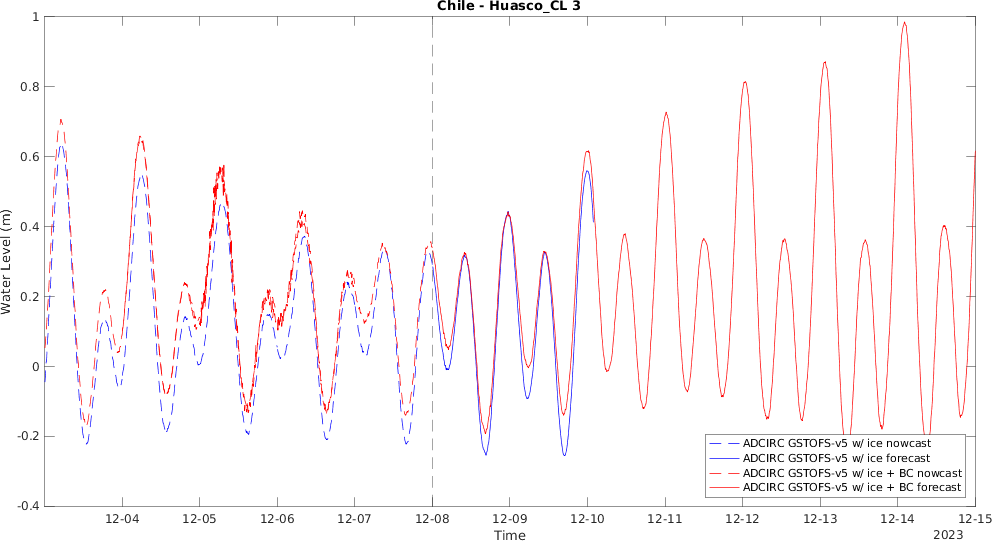 Chile - Huasco_CL 3
Water Level (m)
1
0.8
0.6
0.4
0.2
0
-0.2
-0.4
ADCIRC GSTOFS-v5 w/ ice nowcast
ADCIRC GSTOFS-v5 w/ ice forecast
ADCIRC GSTOFS-v5 w/ ice + BC nowcast
ADCIRC GSTOFS-v5 w/ ice + BC forecast
12-04 12-05 12-06 12-07 12-08 12-09 12-10 12-11 12-12 12-13 12-14 12-15
Time
2023